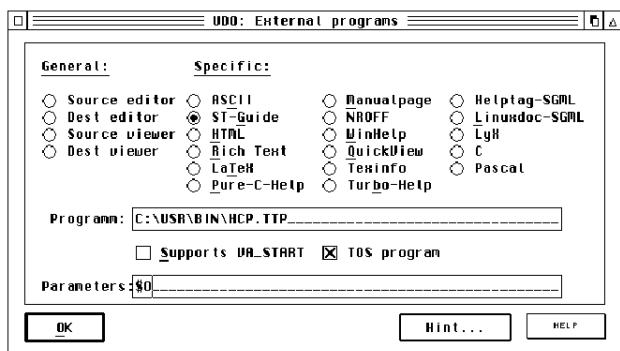 UDO: External programs
General: Specific:
Source editor ASCII Manualpage Helptag-SGML
Dest editor ST-Guide NROFF Linuxdoc-SGML
Source viewer HTML WinHelp LyX
Dest viewer Rich Text QuickView C
LaTeX Texinfo Pascal
Pure-C-Help Turbo-Help
Programm: C:\USR\BIN\HCP.TTP________________________________
Supports VA_START TOS program
Parameters: $O________________________________________________
OK Hint... HELP